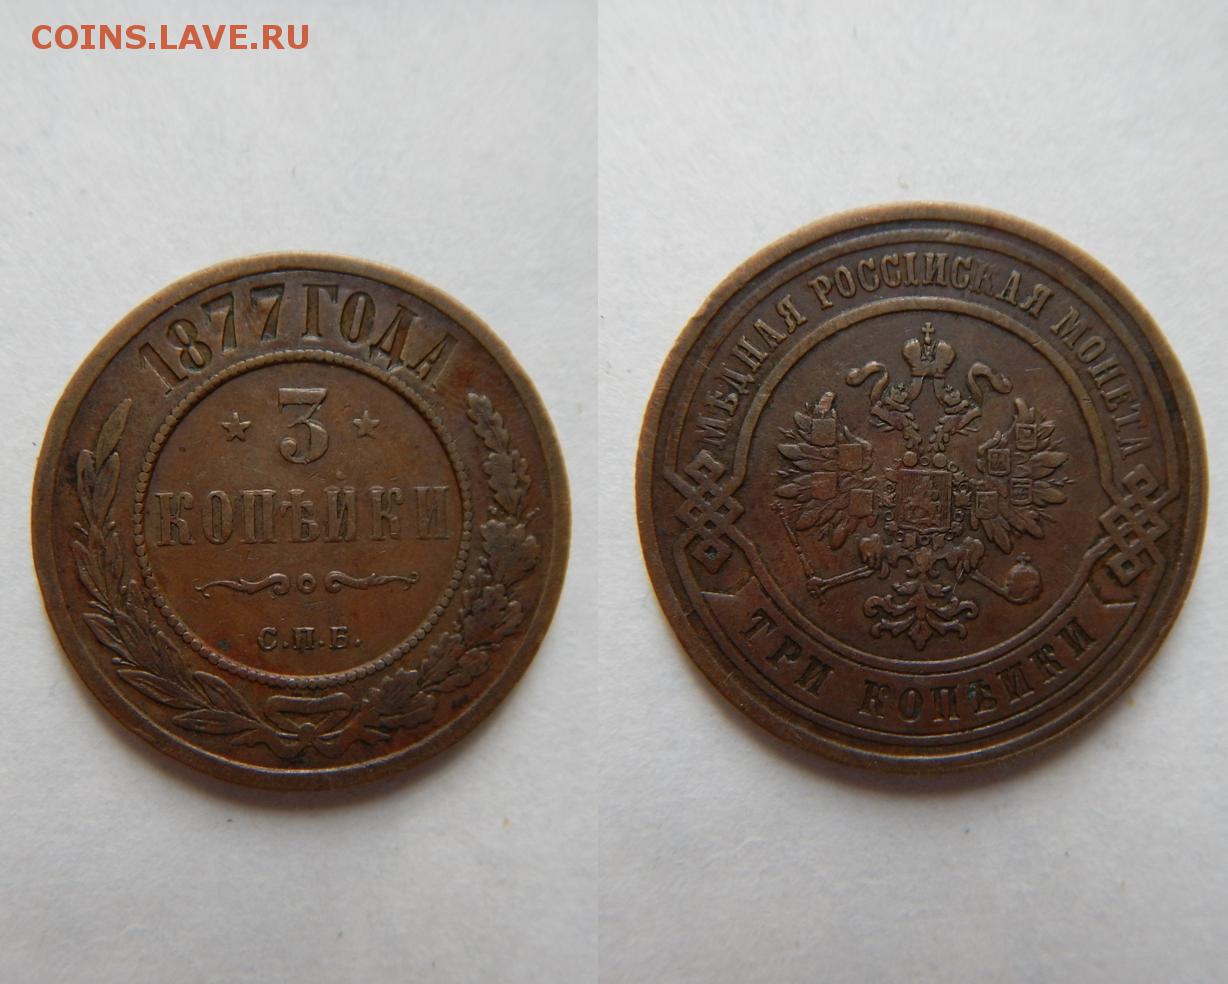 COINS.LAVE.RU
1877 ГОДА
3
КОПѢЙКИ
С.П.Б.
МѢДНАЯ РОССІЙСКАЯ МОНЕТА
ТРИ КОПѢЙКИ